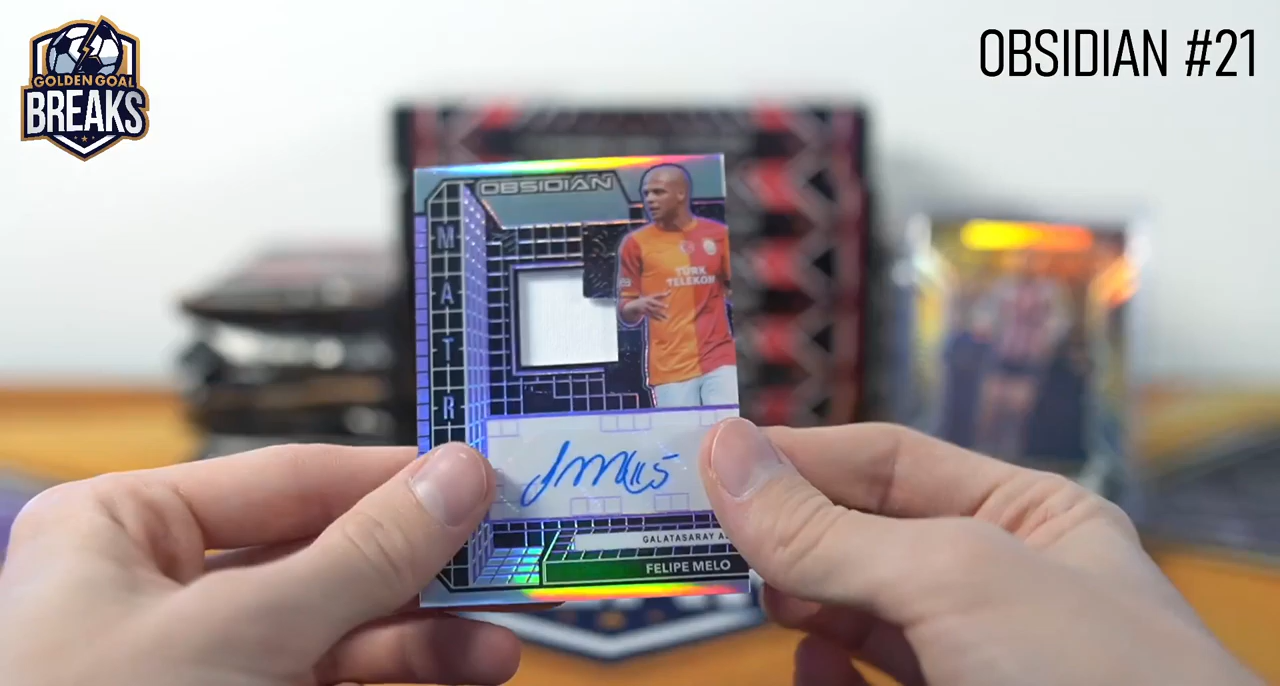 GOLDEN GOAL
BREAKS
OBSIDIAN #21
OBSIDIAN
MATR
TÜRK
TELEKOM
GALATASARAY
FELIPE MELO